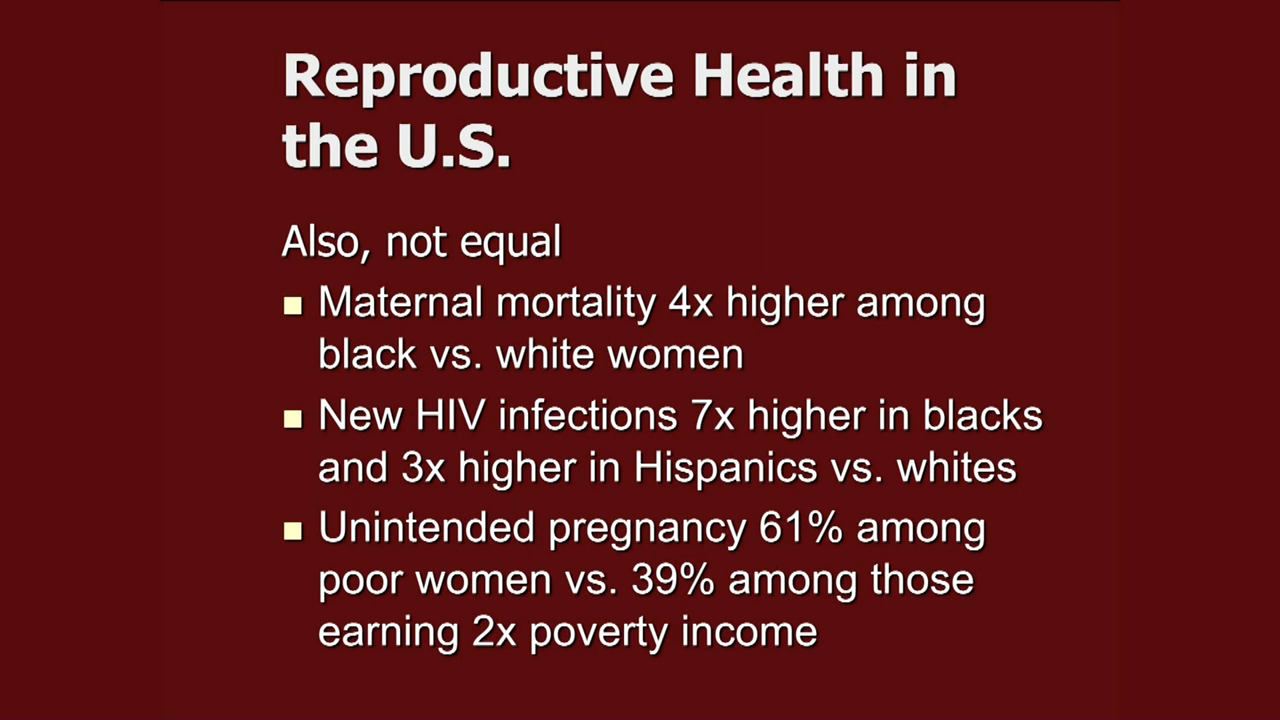 Reproductive Health in
the U.S.
Also, not equal
Maternal mortality 4x higher among
black vs. white women
New HIV infections 7x higher in blacks
and 3x higher in Hispanics vs. whites
Unintended pregnancy 61% among
poor women vs. 39% among those
earning 2x poverty income